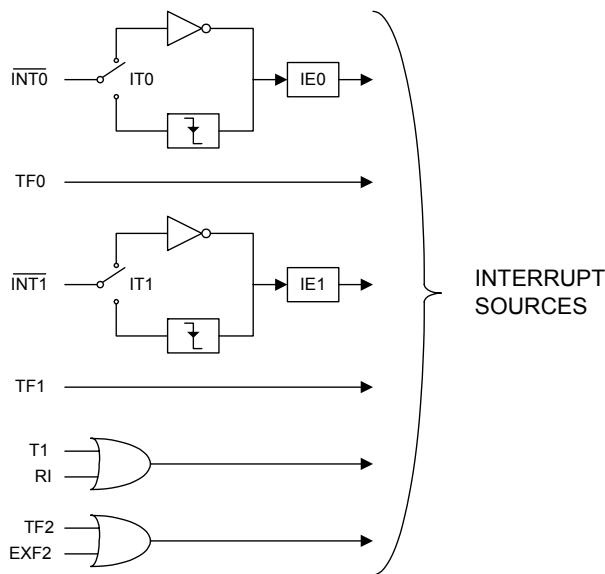 INT0
IT0
IE0
TF0
INT1
IT1
IE1
INTERRUPT
SOURCES
TF1
T1
RI
TF2
EXF2